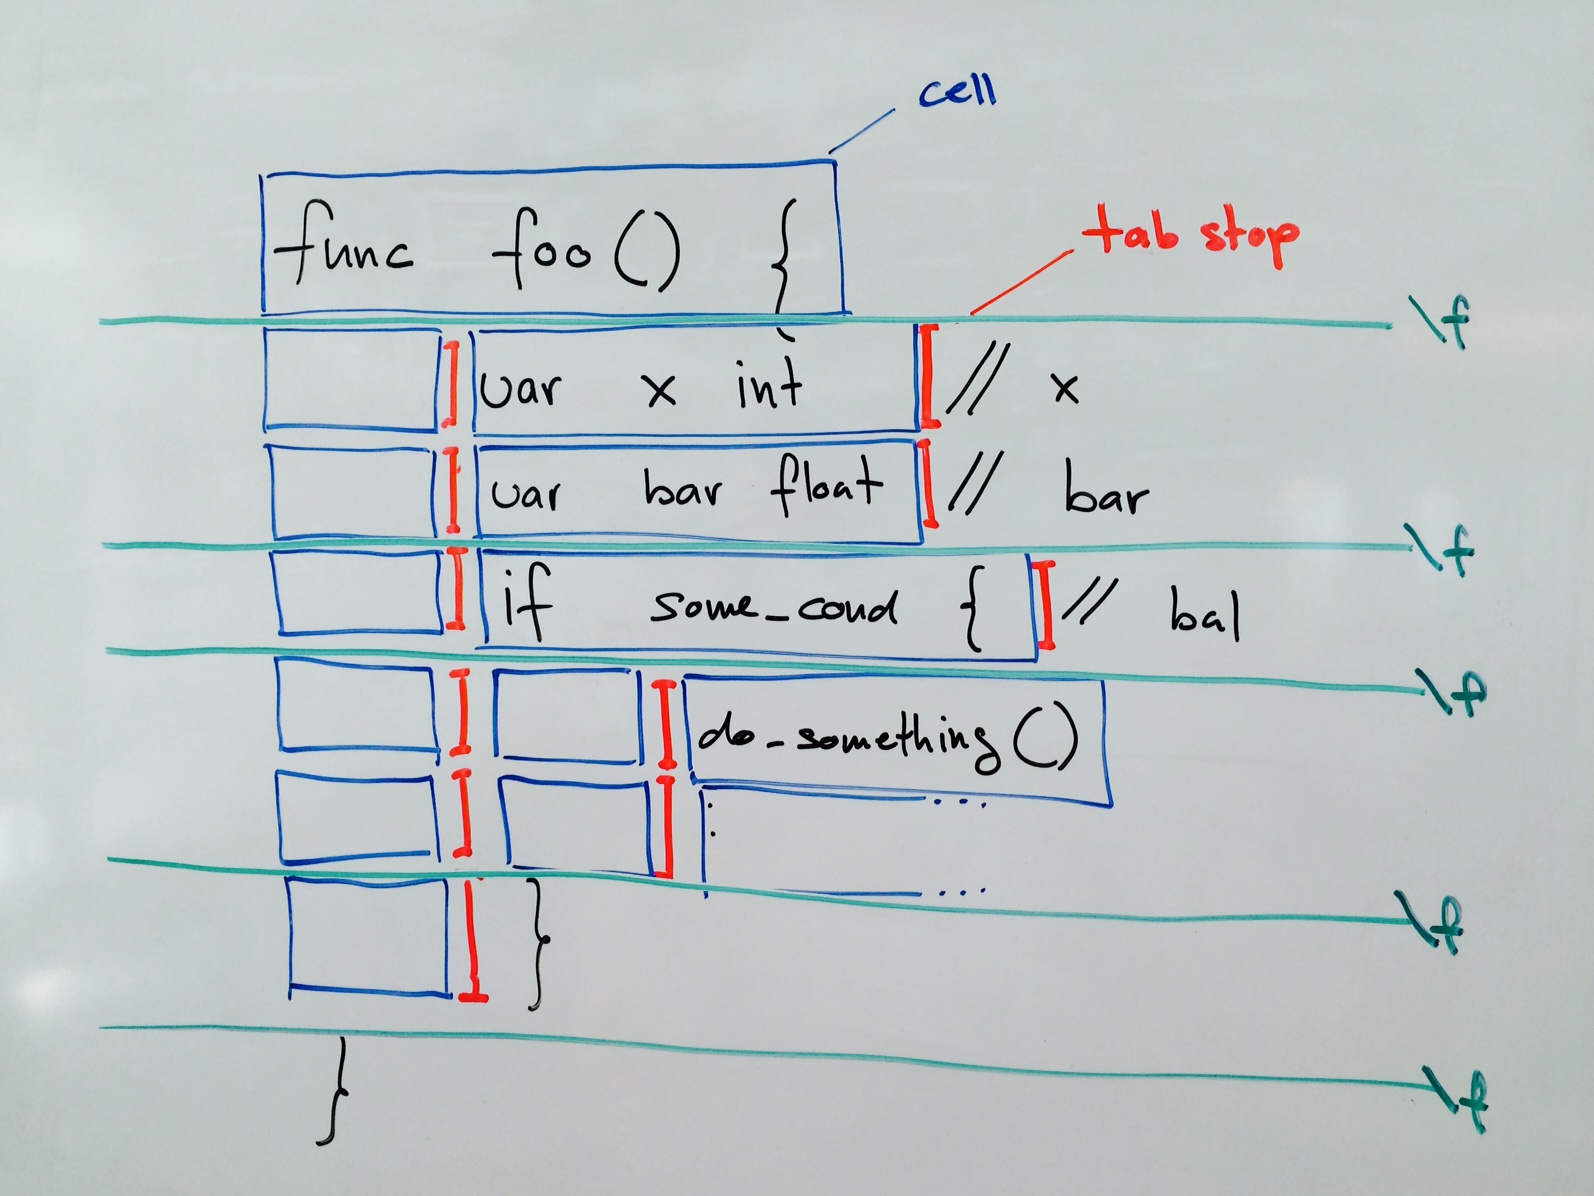 cell
func foo() {
tab stop
\f
var x int // x
var bar float // bar
\f
if some_cond { // bal
\f
do_something()
\f
}
\f
}